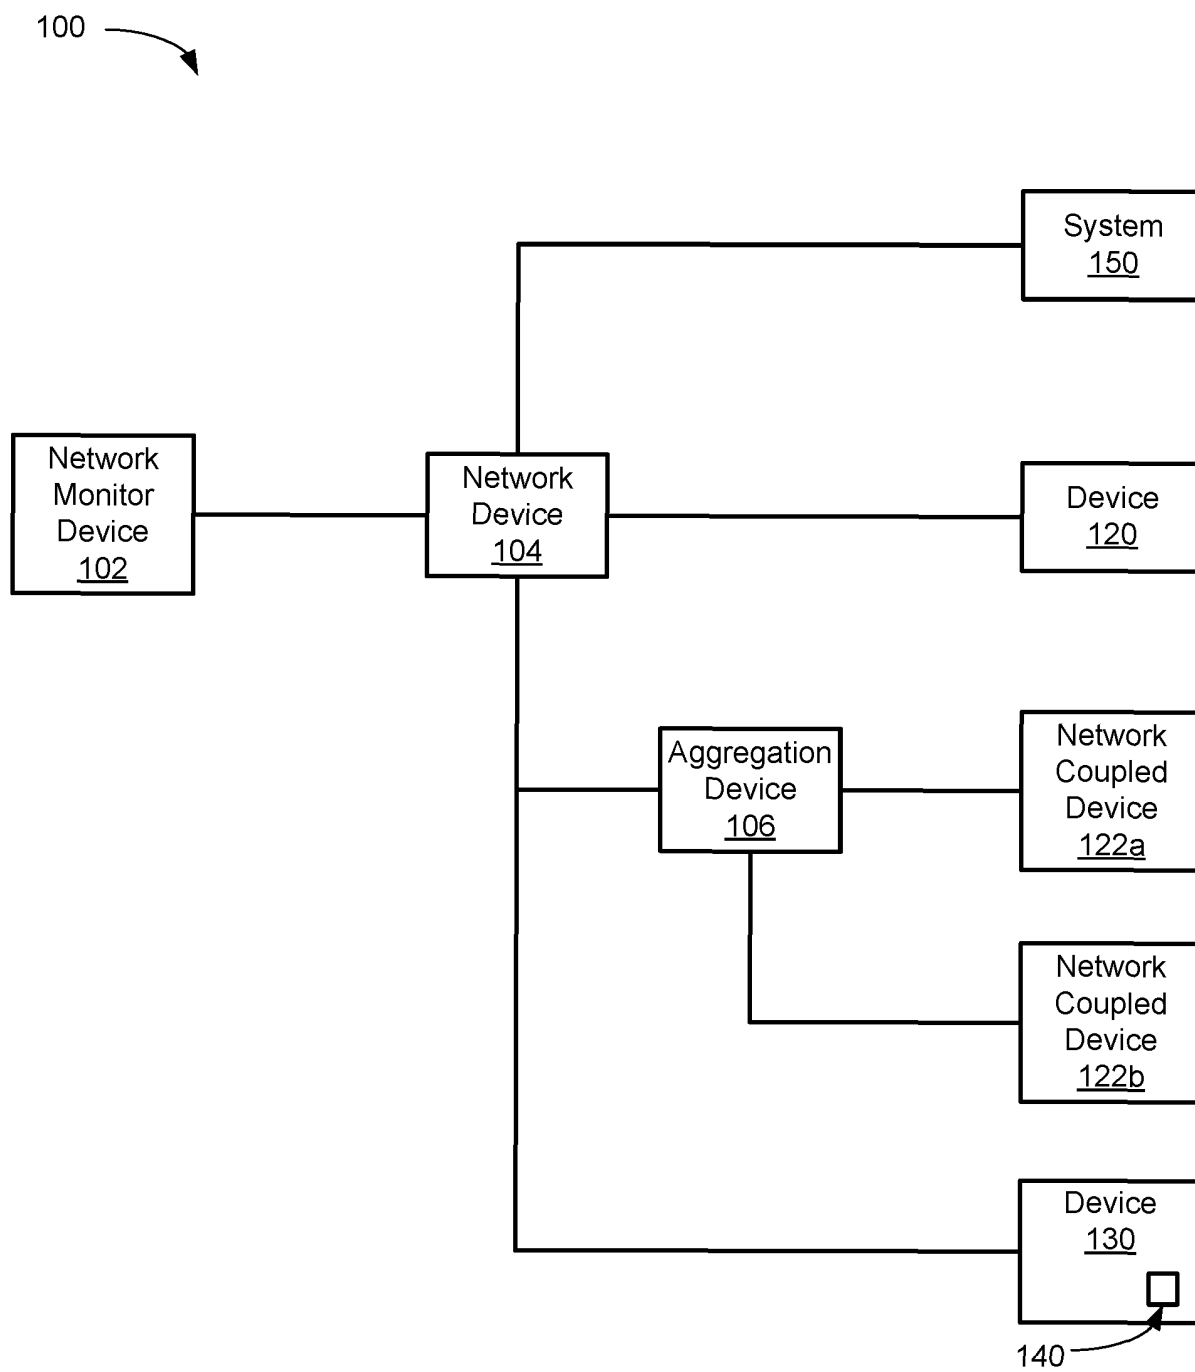 100
System
150
Network
Monitor
Device
102
Network
Device
104
Device
120
Aggregation
Device
106
Network
Coupled
Device
122a
Network
Coupled
Device
122b
Device
130
140